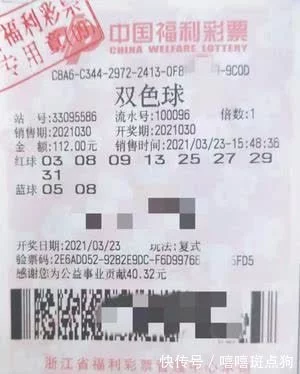 福利彩票
专用章
中国福利彩票
CHINA WELFARE LOTTERY
C8A6-C344-2972-2413-0F8 -9C0D
双色球
站 号:33095586 流水号:100096 倍数:1
销售期:2021030 开奖期:2021030
金 额:112.00元 销售时间:2021/03/23-15:48:36
红球 03 08 09 13 25 27 29
31
蓝球 05 08
开奖日期:2021/03/23 玩法:复式
验票码:2E6AD052-9282E9DC-F6D99768 5FD5
感谢您为公益事业贡献40.32元
浙江省福利彩票
快传号/嘻嘻斑点狗